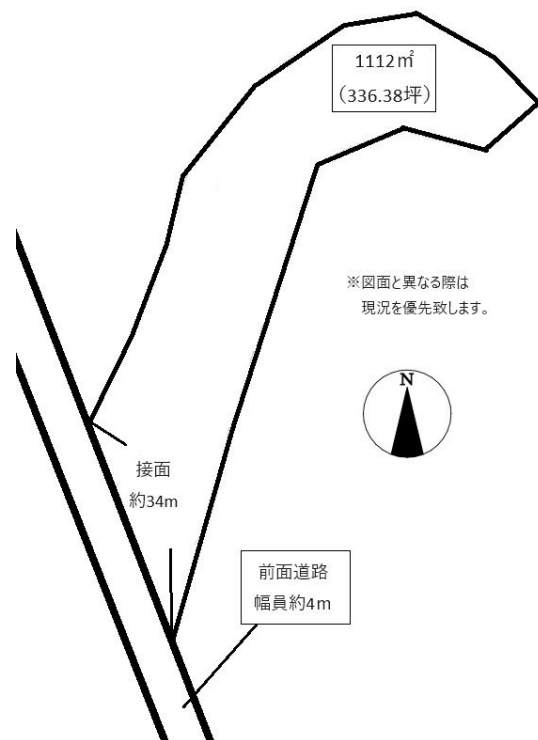 1112㎡
（336.38坪）
※図面と異なる際は
現況を優先致します。
N
接面
約34m
前面道路
幅員約4m